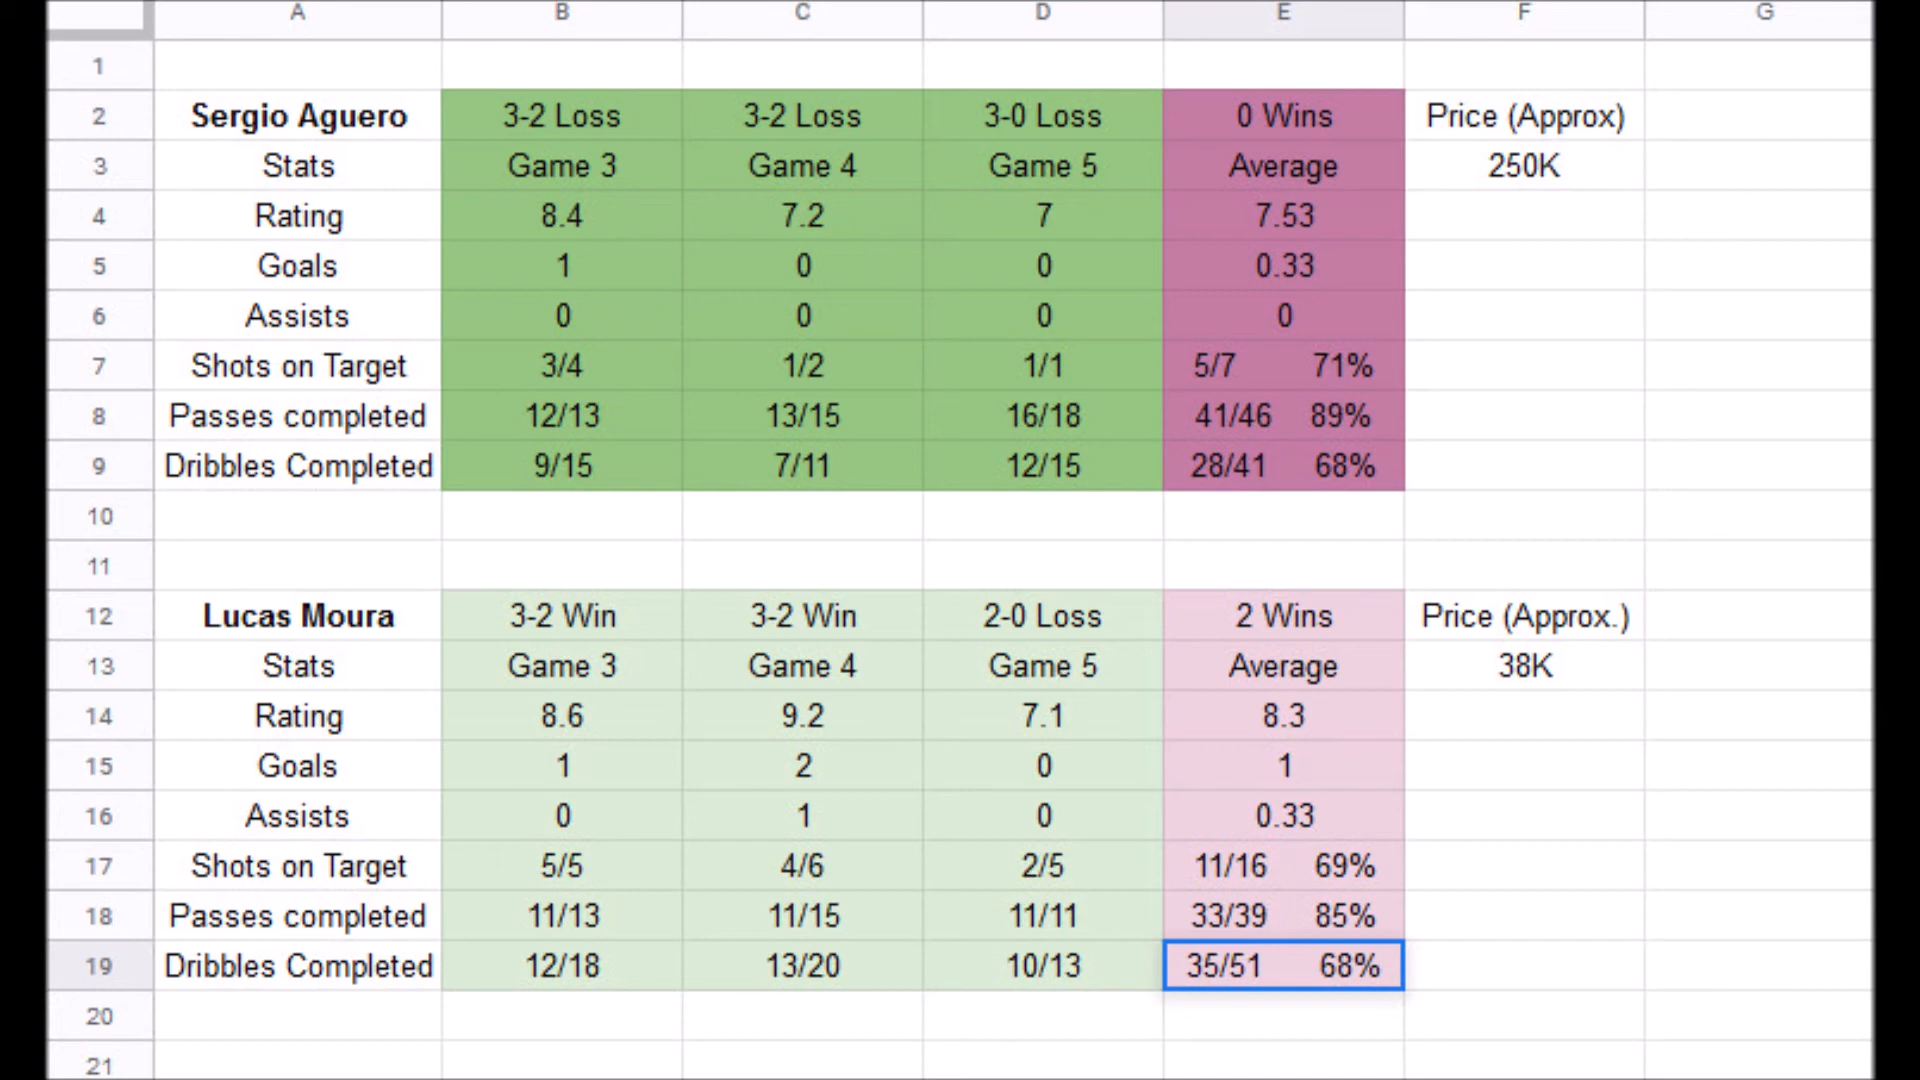 A B C D E F G
1
2 Sergio Aguero 3-2 Loss 3-2 Loss 3-0 Loss 0 Wins Price (Approx)
3 Stats Game 3 Game 4 Game 5 Average 250K
4 Rating 8.4 7.2 7 7.53
5 Goals 1 0 0 0.33
6 Assists 0 0 0 0
7 Shots on Target 3/4 1/2 1/1 5/7 71%
8 Passes completed 12/13 13/15 16/18 41/46 89%
9 Dribbles Completed 9/15 7/11 12/15 28/41 68%
10
11
12 Lucas Moura 3-2 Win 3-2 Win 2-0 Loss 2 Wins Price (Approx.)
13 Stats Game 3 Game 4 Game 5 Average 38K
14 Rating 8.6 9.2 7.1 8.3
15 Goals 1 2 0 1
16 Assists 0 1 0 0.33
17 Shots on Target 5/5 4/6 2/5 11/16 69%
18 Passes completed 11/13 11/15 11/11 33/39 85%
19 Dribbles Completed 12/18 13/20 10/13 35/51 68%
20
21